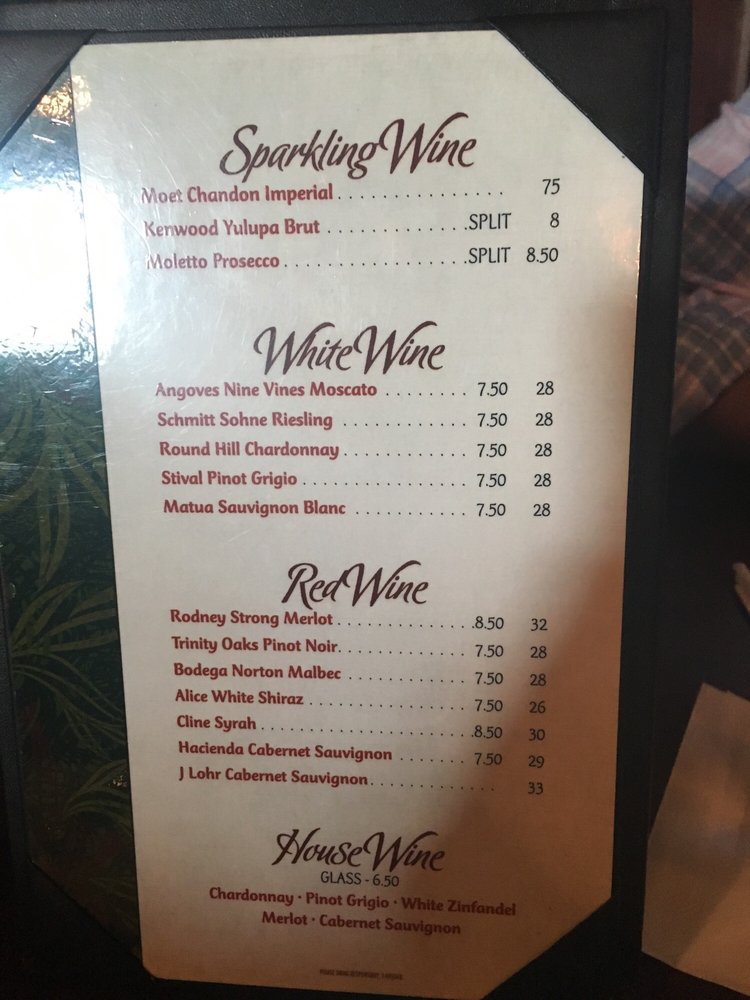 Sparkling Wine
Moet Chandon Imperial . . . . . . . . . . . . . . . 75
Kenwood Yulupa Brut . . . . . . . . . . . . .SPLIT 8
Moletto Prosecco . . . . . . . . . . . . . . . . .SPLIT 8.50
White Wine
Angoves Nine Vines Moscato . . . . . . . . 7.50 28
Schmitt Sohne Riesling . . . . . . . . . . . . 7.50 28
Round Hill Chardonnay . . . . . . . . . . . . 7.50 28
Stival Pinot Grigio . . . . . . . . . . . . . . . . 7.50 28
Matua Sauvignon Blanc . . . . . . . . . . . 7.50 28
Red Wine
Rodney Strong Merlot . . . . . . . . . . . . .8.50 32
Trinity Oaks Pinot Noir. . . . . . . . . . . . 7.50 28
Bodega Norton Malbec . . . . . . . . . . . . 7.50 28
Alice White Shiraz . . . . . . . . . . . . . . . 7.50 26
Cline Syrah . . . . . . . . . . . . . . . . . . . .8.50 30
Hacienda Cabernet Sauvignon . . . . . . . 7.50 29
J Lohr Cabernet Sauvignon. . . . . . . . . . . . 33
House Wine
GLASS - 6.50
Chardonnay · Pinot Grigio · White Zinfandel
Merlot · Cabernet Sauvignon
PLEASE DRINK RESPONSIBLY.